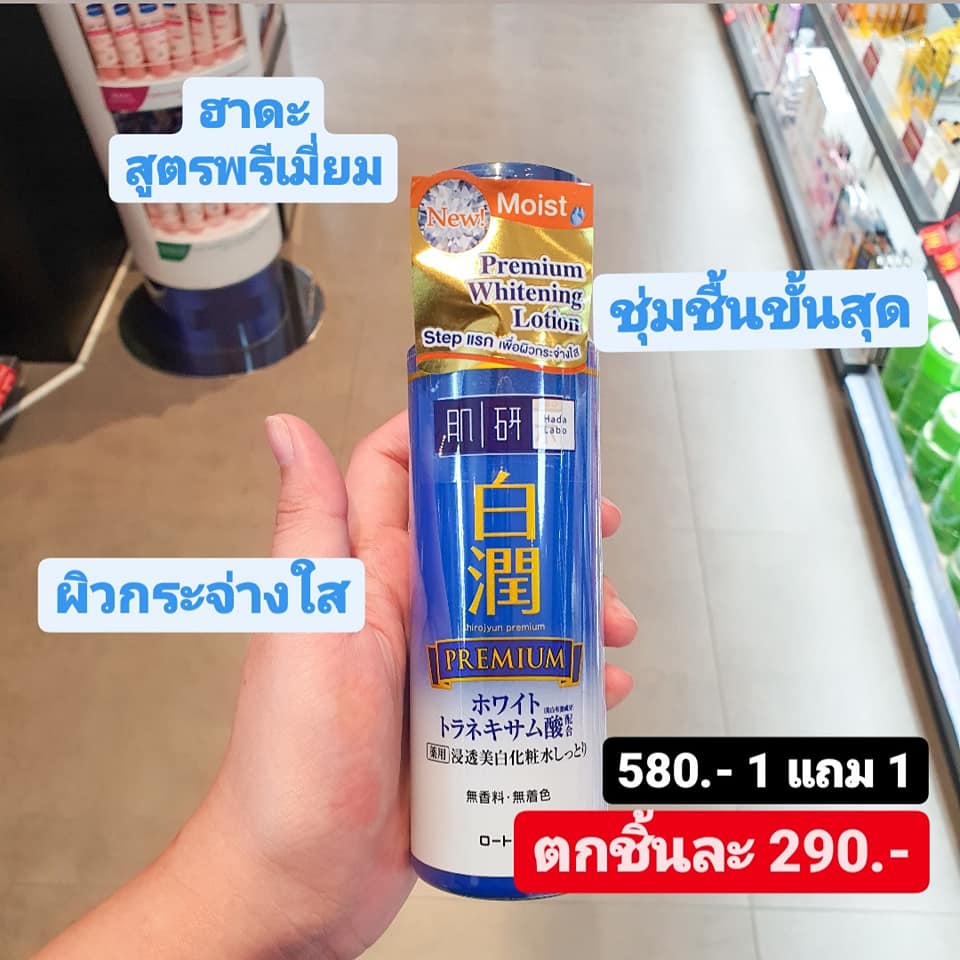 ฮาดะ
สูตรพรีเมี่ยม
New!
Moist
Premium
Whitening
Lotion
Step แรก เพื่อผิวกระจ่างใส
ชุ่มชื้นขั้นสุด
肌研
Hada
Labo
白潤
shirojyun premium
PREMIUM
ผิวกระจ่างใส
ホワイト
トラネキサム酸配合
薬用 浸透美白化粧水しっとり
無香料・無着色
ロート
580.- 1 แถม 1
ตกชิ้นละ 290.-